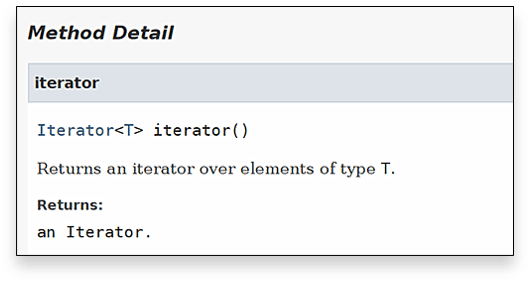 Method Detail
iterator
Iterator<T> iterator()
Returns an iterator over elements of type T.
Returns:
an Iterator.